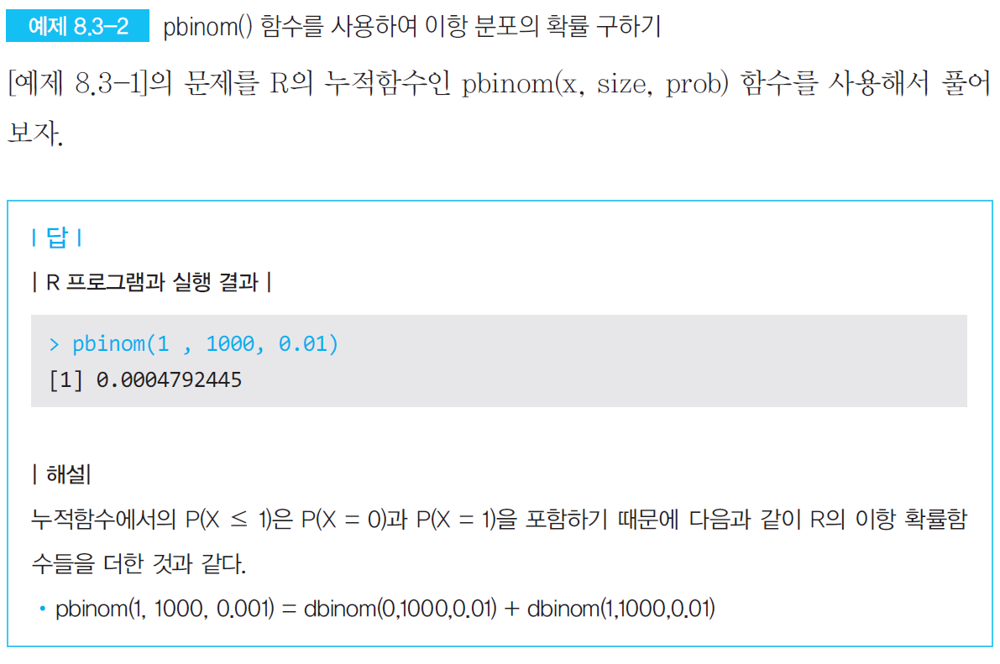 예제 8.3-2 pbinom() 함수를 사용하여 이항 분포의 확률 구하기
[예제 8.3-1]의 문제를 R의 누적함수인 pbinom(x, size, prob) 함수를 사용해서 풀어
보자.
| 답 |
| R 프로그램과 실행 결과 |
> pbinom(1 , 1000, 0.01)
[1] 0.0004792445
| 해설|
누적함수에서의 P(X ≤ 1)은 P(X = 0)과 P(X = 1)을 포함하기 때문에 다음과 같이 R의 이항 확률함
수들을 더한 것과 같다.
• pbinom(1, 1000, 0.001) = dbinom(0,1000,0.01) + dbinom(1,1000,0.01)